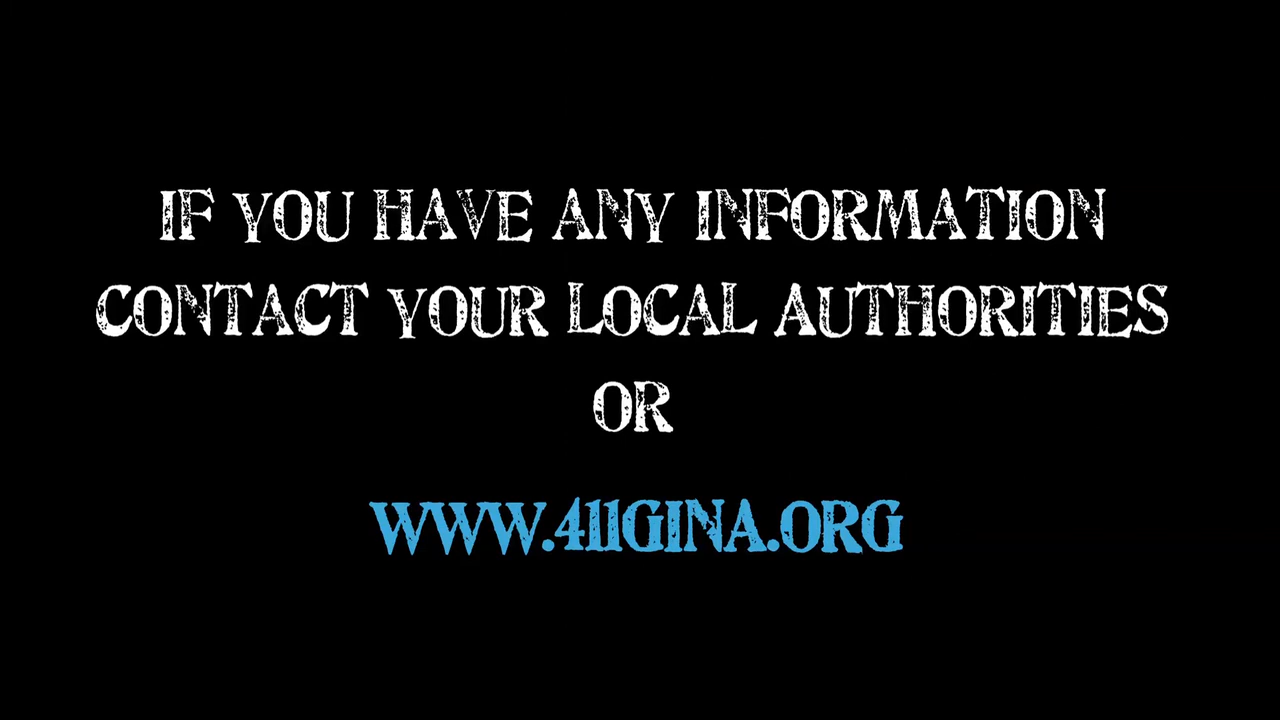 IF YOU HAVE ANY INFORMATION
CONTACT YOUR LOCAL AUTHORITIES
OR
WWW.411GINA.ORG